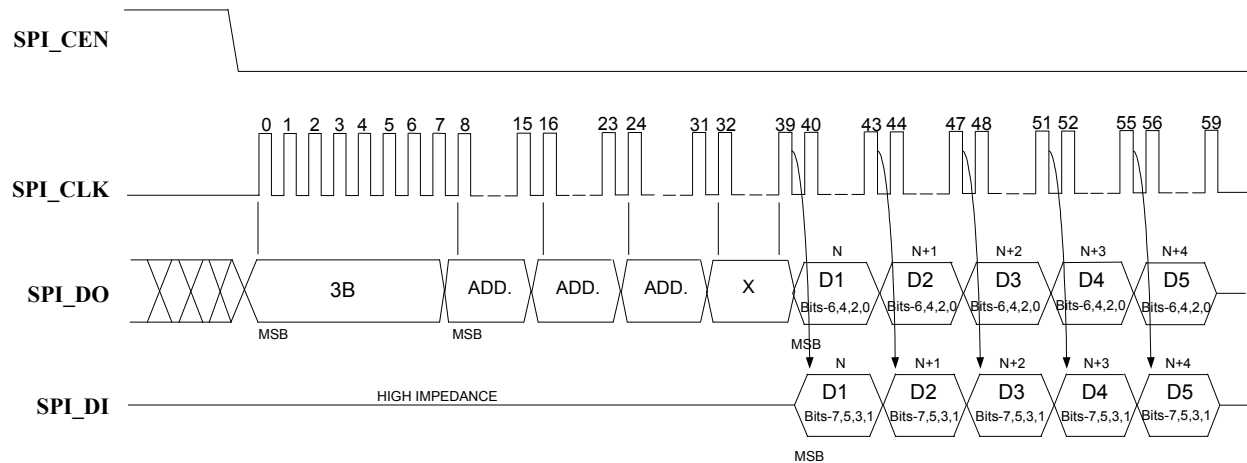 SPI_CEN
0 1 2 3 4 5 6 7 8 15 16 23 24 31 32 39 40 43 44 47 48 51 52 55 56 59
SPI_CLK
N N+1 N+2 N+3 N+4
SPI_DO 3B ADD. ADD. ADD. X D1 D2 D3 D4 D5
Bits-6,4,2,0 Bits-6,4,2,0 Bits-6,4,2,0 Bits-6,4,2,0 Bits-6,4,2,0
MSB MSB MSB
N N+1 N+2 N+3 N+4
SPI_DI HIGH IMPEDANCE D1 D2 D3 D4 D5
Bits-7,5,3,1 Bits-7,5,3,1 Bits-7,5,3,1 Bits-7,5,3,1 Bits-7,5,3,1
MSB